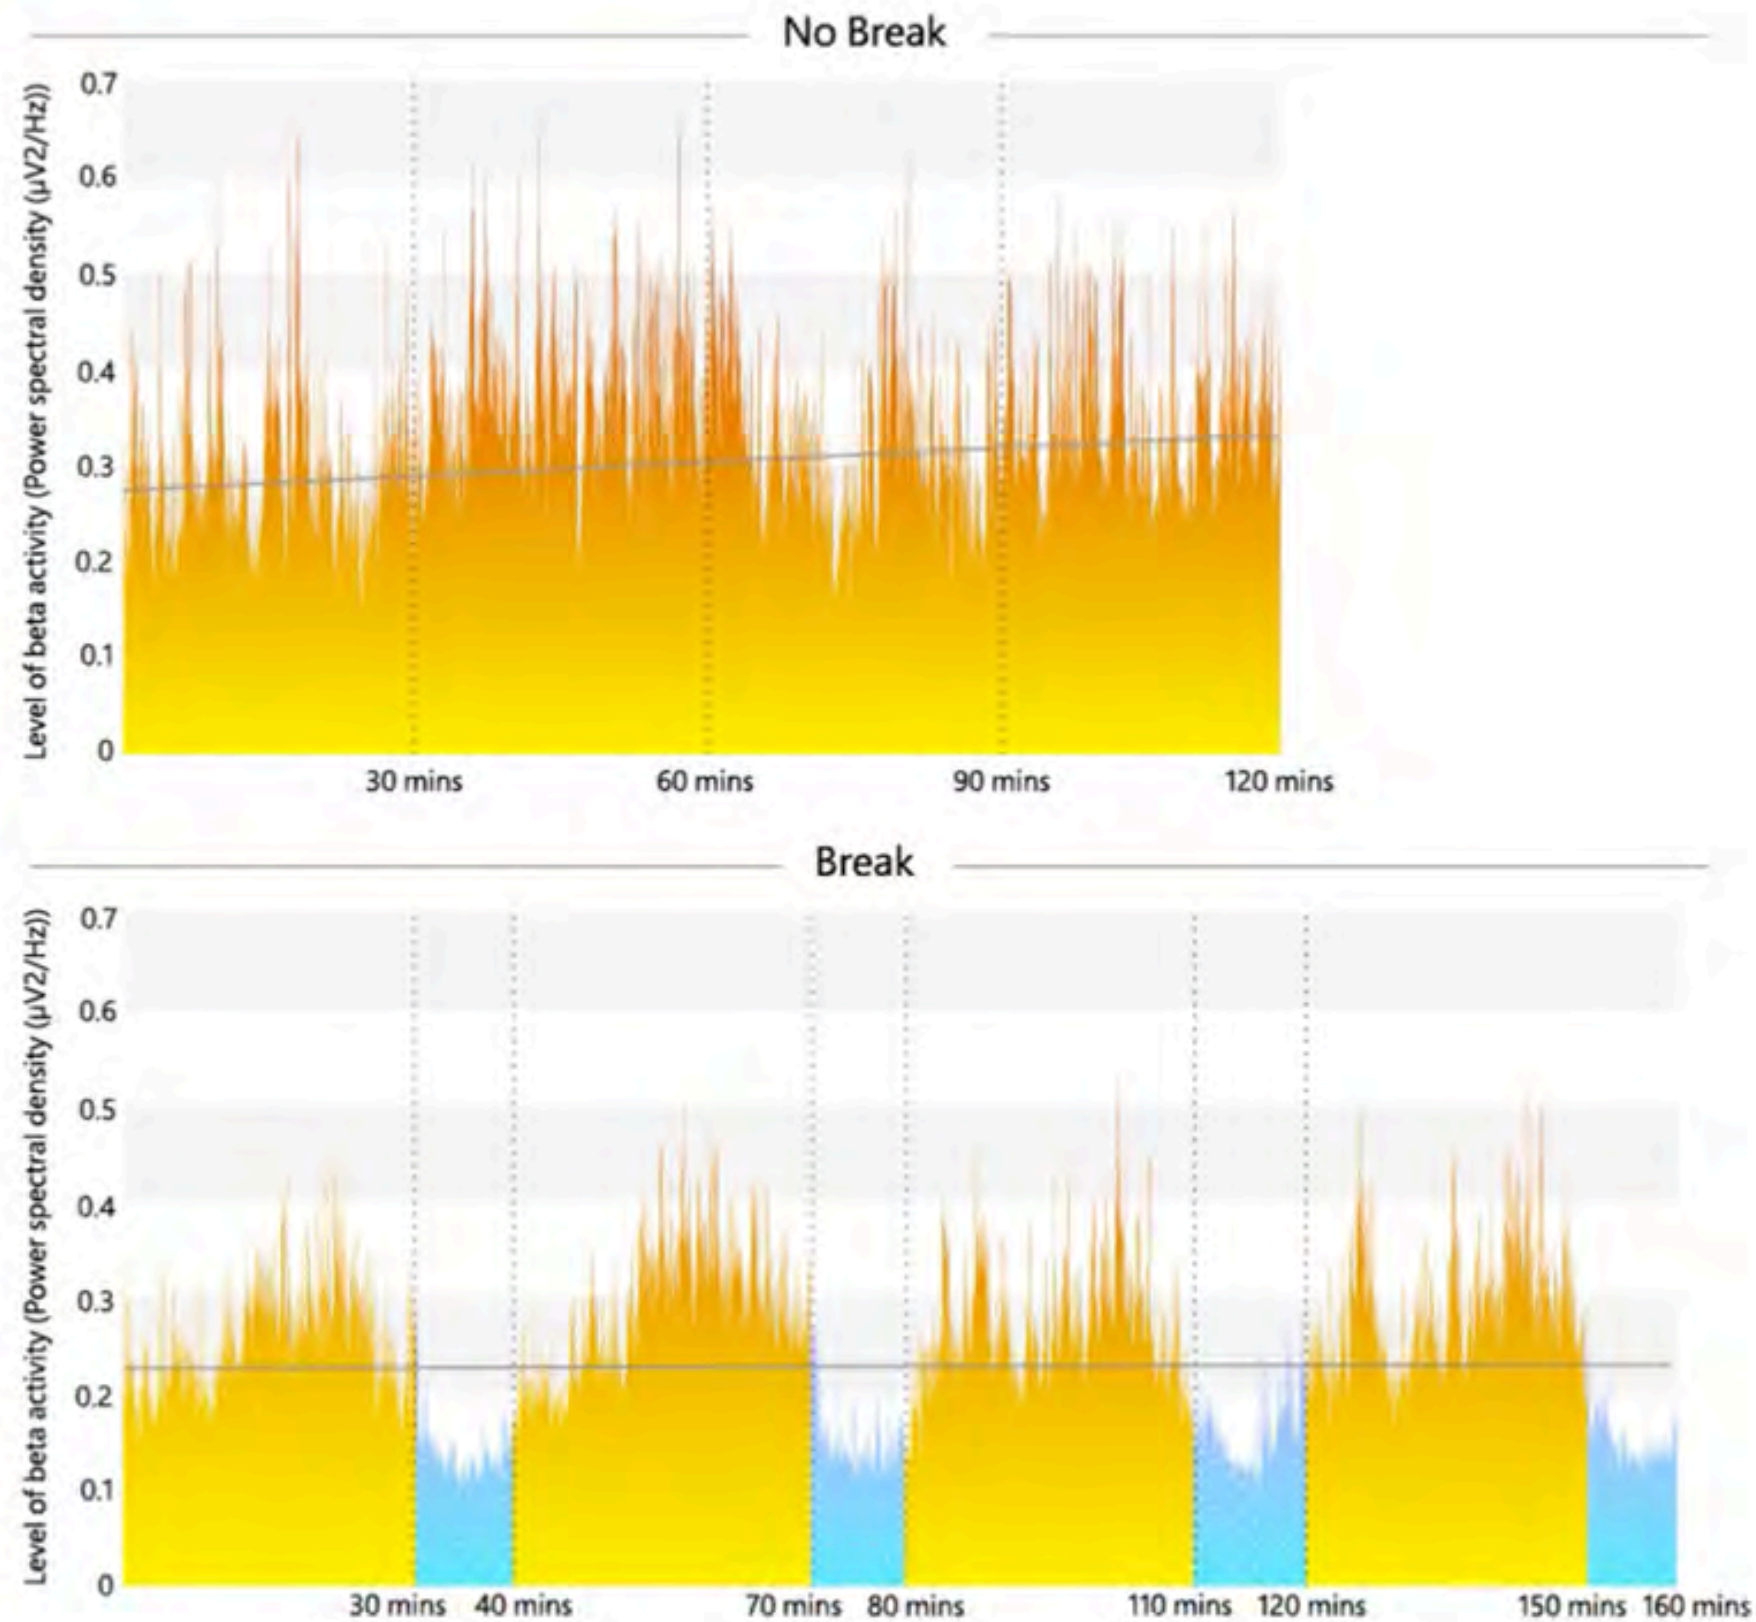 No Break
Level of beta activity (Power spectral density (µV2/Hz))
0.7
0.6
0.5
0.4
0.3
0.2
0.1
0
30 mins 60 mins 90 mins 120 mins
Break
Level of beta activity (Power spectral density (µV2/Hz))
0.7
0.6
0.5
0.4
0.3
0.2
0.1
0
30 mins 40 mins 70 mins 80 mins 110 mins 120 mins 150 mins 160 mins